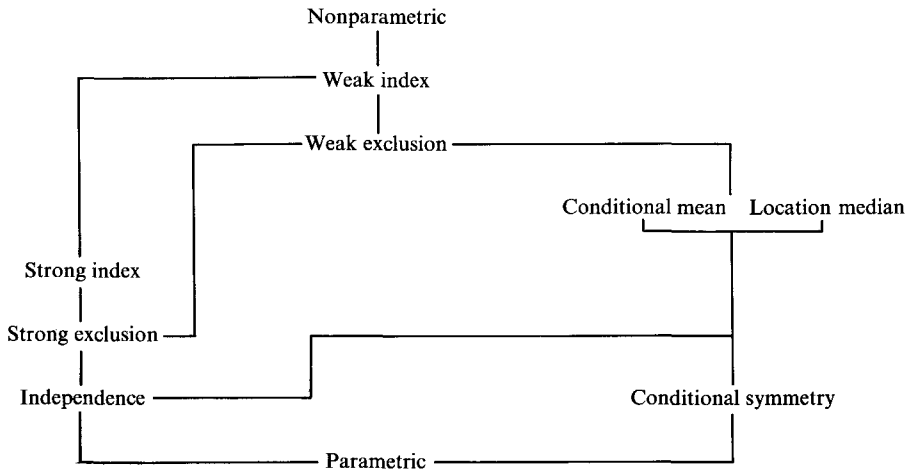 Nonparametric
Weak index
Weak exclusion
Conditional mean
Location median
Strong index
Strong exclusion
Independence
Conditional symmetry
Parametric